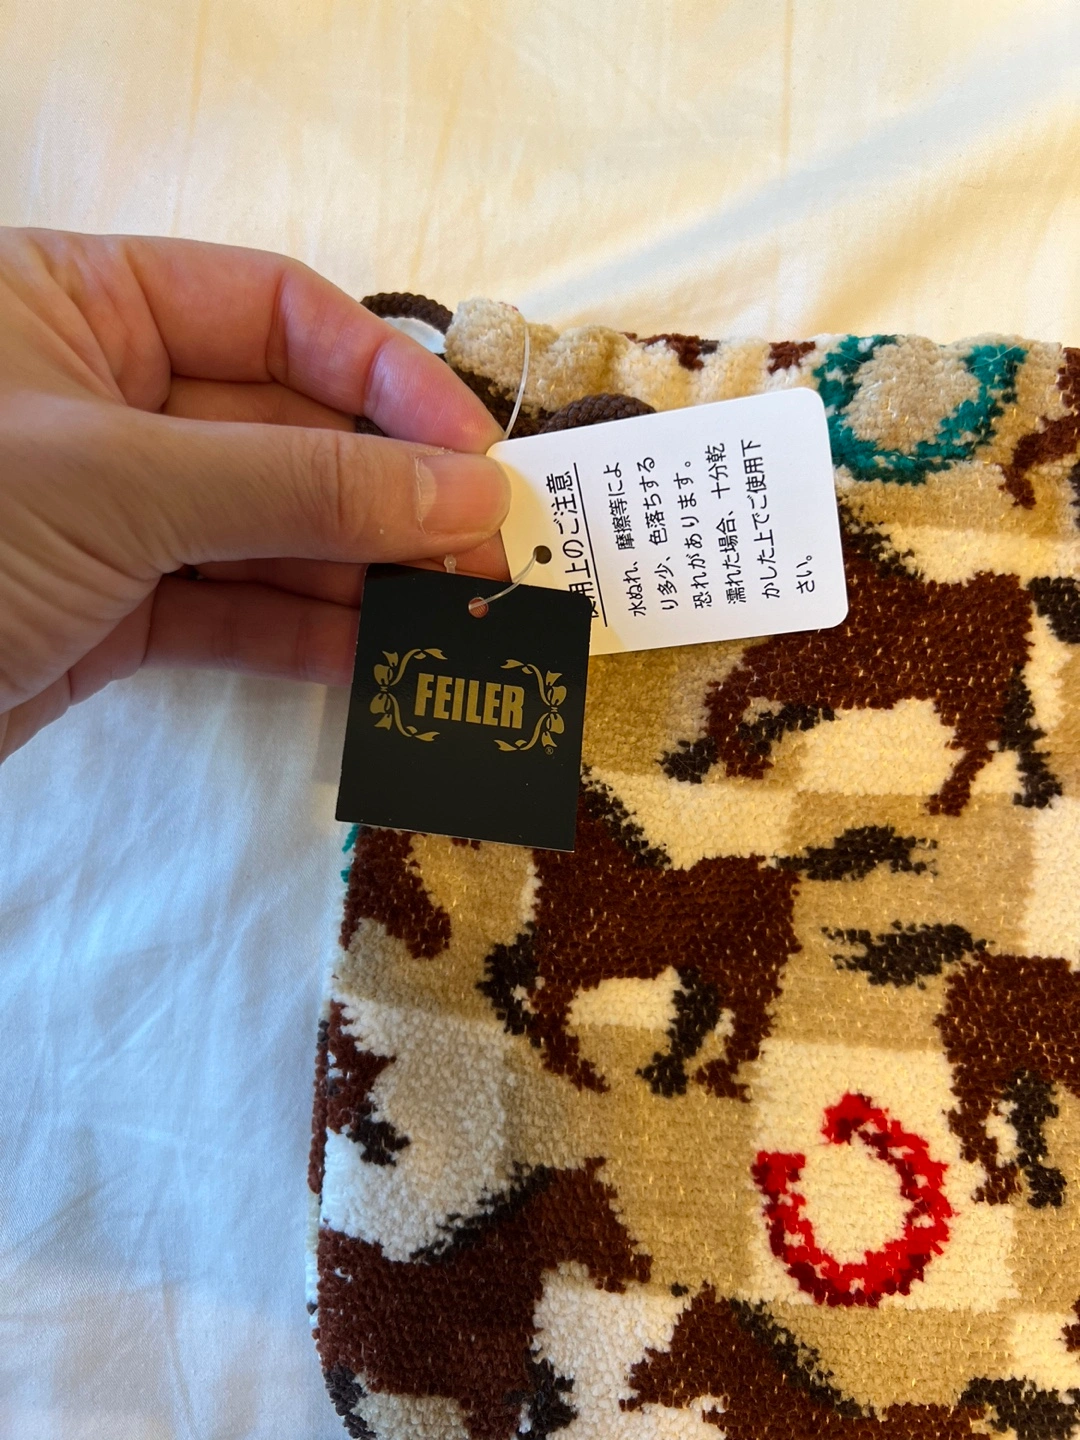 使用上のご注意
水ぬれ、摩擦等によ
り多少、色落ちする
恐れがあります。
濡れた場合、十分乾
かした上でご使用下
さい。
FEILER
®